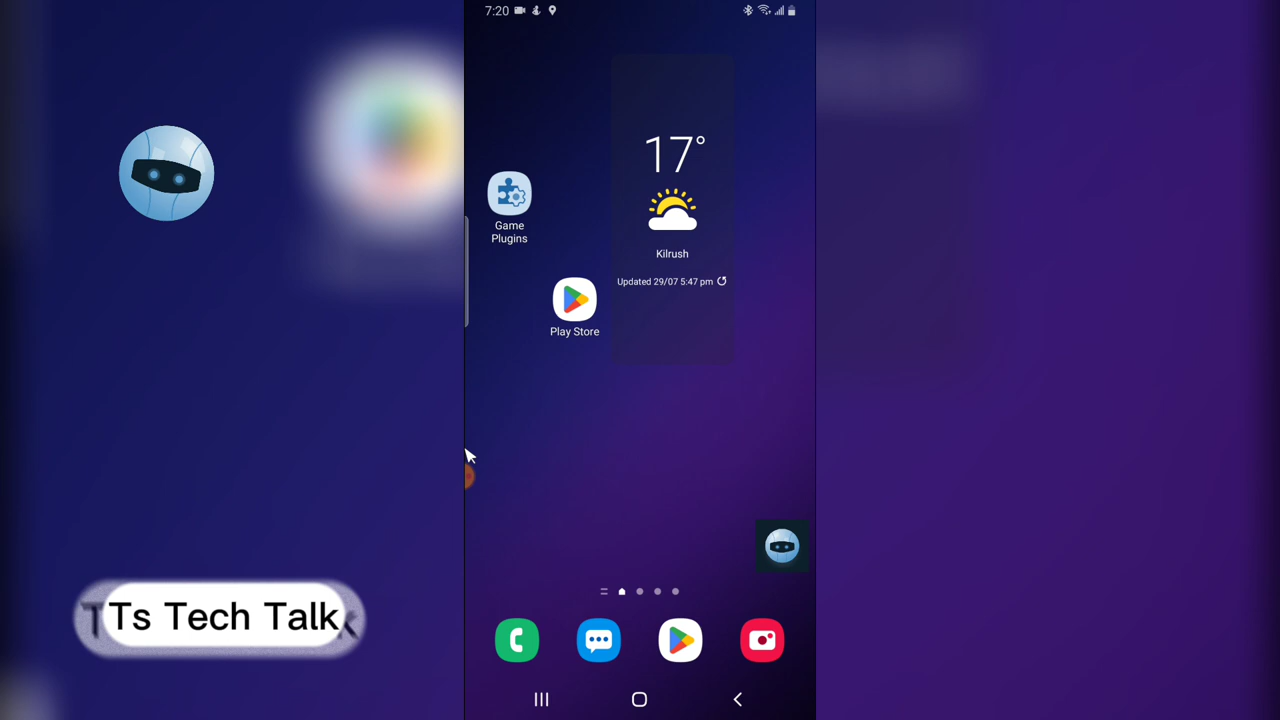 7:20
17°
Kilrush
Updated 29/07 5:47 pm
Game
Plugins
Play Store
Ts Tech Talk